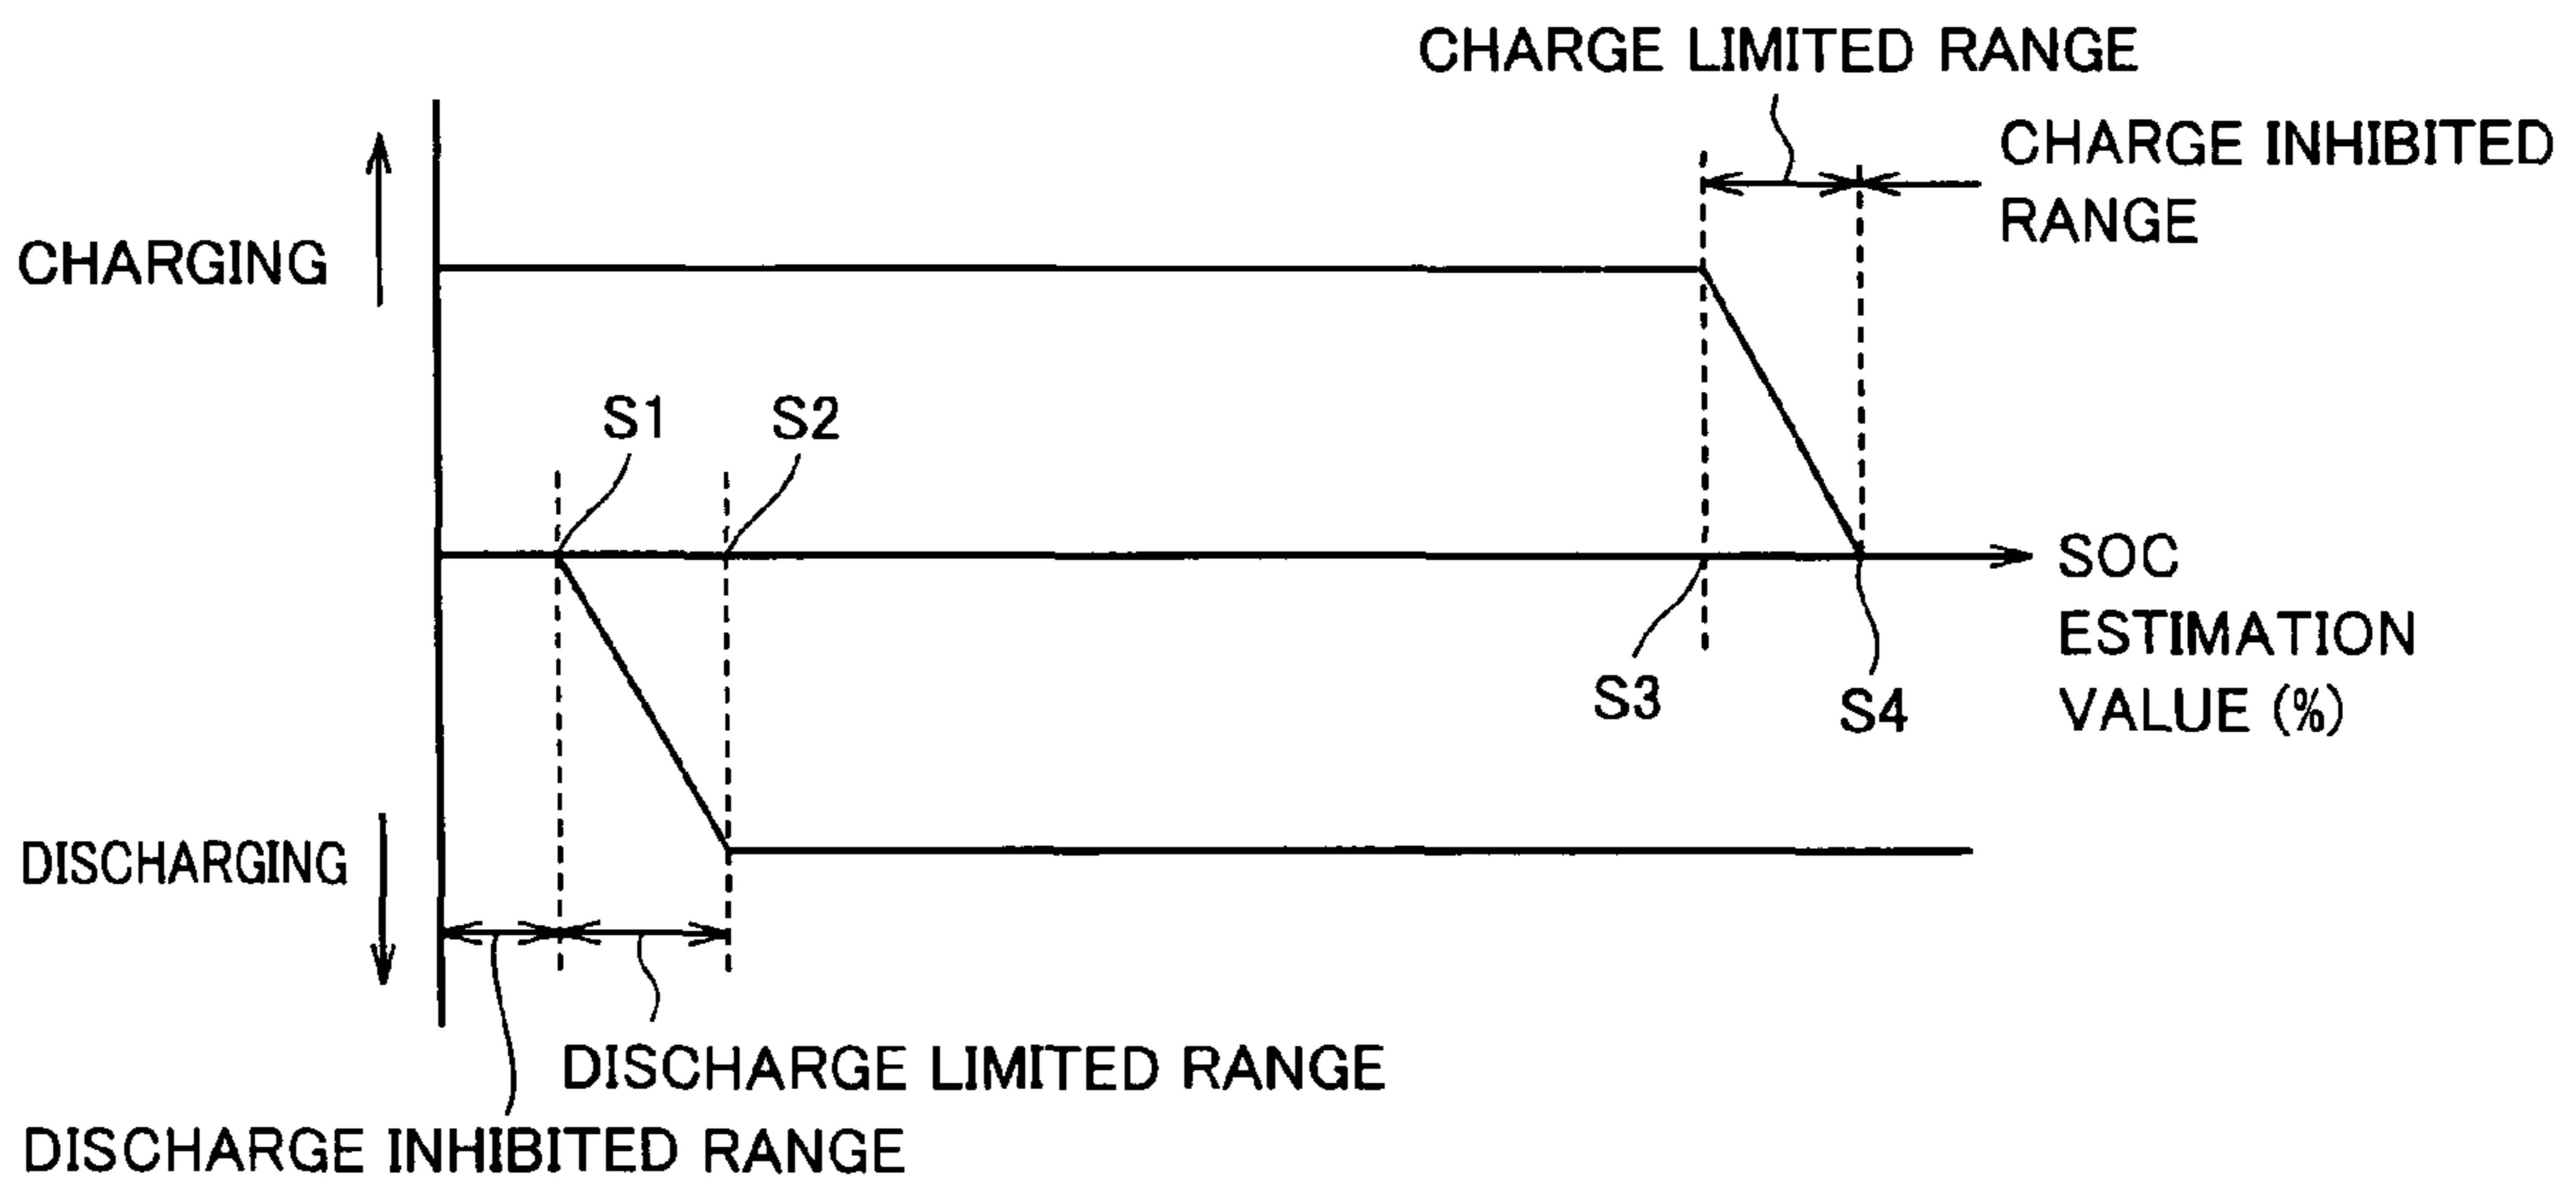 CHARGE LIMITED RANGE
CHARGE INHIBITED
RANGE
CHARGING
S1
S2
SOC
ESTIMATION
VALUE (%)
S3
S4
DISCHARGING
DISCHARGE LIMITED RANGE
DISCHARGE INHIBITED RANGE